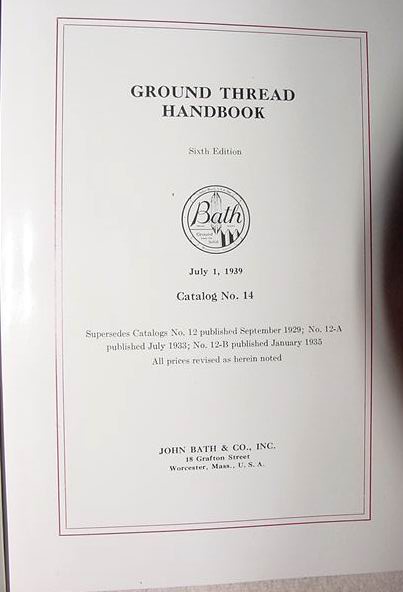 GROUND THREAD
HANDBOOK
Sixth Edition
Bath
Ground
July 1, 1939
Catalog No. 14
Supersedes Catalogs No. 12 published September 1929; No. 12-A
published July 1933; No. 12-B published January 1935
All prices revised as herein noted
JOHN BATH & CO., INC.
18 Grafton Street
Worcester, Mass., U. S. A.